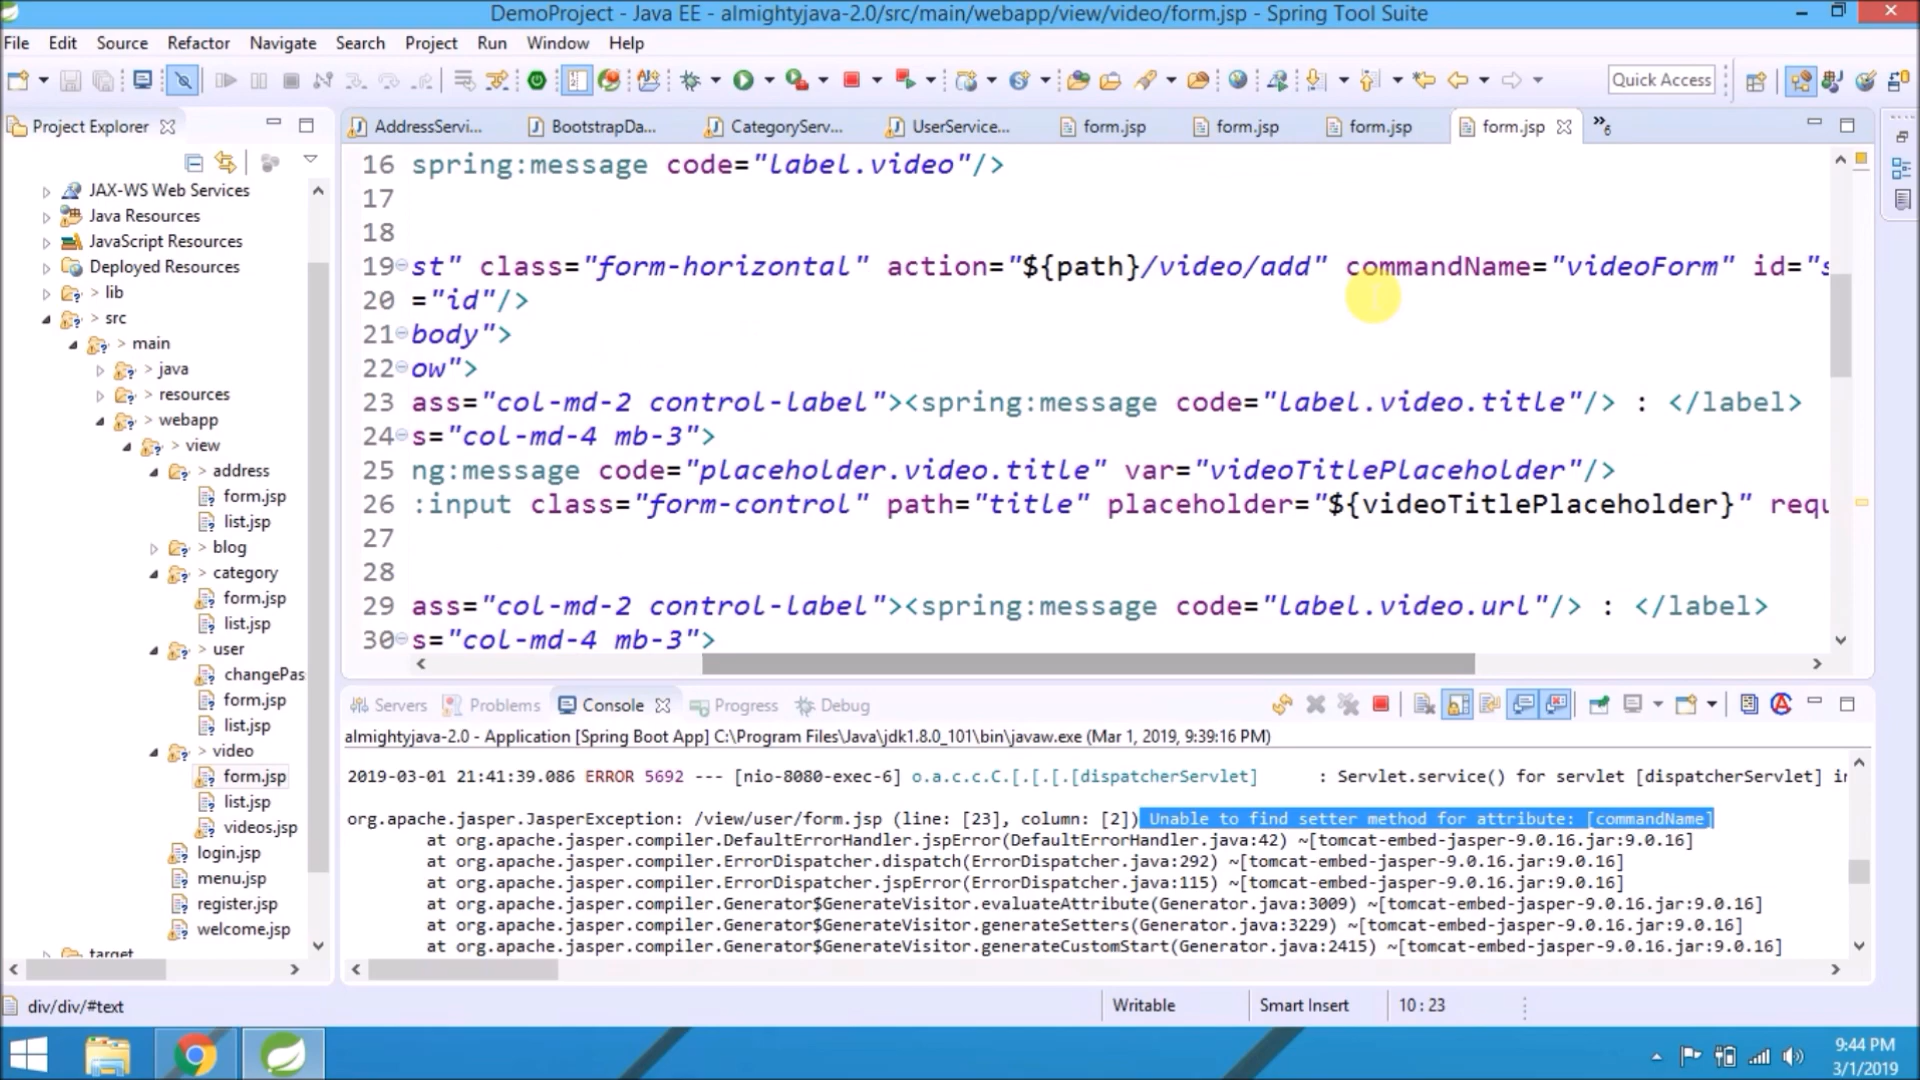 DemoProject - Java EE - almightyjava-2.0/src/main/webapp/view/video/form.jsp - Spring Tool Suite
File Edit Source Refactor Navigate Search Project Run Window Help
Quick Access
Project Explorer
AddressServi... BootstrapDa... CategoryServ... UserService... form.jsp form.jsp form.jsp form.jsp »6
JAX-WS Web Services
Java Resources
JavaScript Resources
Deployed Resources
> lib
> src
> main
> java
> resources
> webapp
> view
> address
form.jsp
list.jsp
> blog
> category
form.jsp
list.jsp
> user
changePas
form.jsp
list.jsp
> video
form.jsp
list.jsp
videos.jsp
login.jsp
menu.jsp
register.jsp
welcome.jsp
target
16 spring:message code="label.video"/>
17
18
19 st" class="form-horizontal" action="${path}/video/add" commandName="videoForm" id="s
20 ="id"/>
21 body">
22 ow">
23 ass="col-md-2 control-label"><spring:message code="label.video.title"/> : </label>
24 s="col-md-4 mb-3">
25 ng:message code="placeholder.video.title" var="videoTitlePlaceholder"/>
26 :input class="form-control" path="title" placeholder="${videoTitlePlaceholder}" requ
27
28
29 ass="col-md-2 control-label"><spring:message code="label.video.url"/> : </label>
30 s="col-md-4 mb-3">
Servers Problems Console Progress Debug
almightyjava-2.0 - Application [Spring Boot App] C:\Program Files\Java\jdk1.8.0_101\bin\javaw.exe (Mar 1, 2019, 9:39:16 PM)
2019-03-01 21:41:39.086 ERROR 5692 --- [nio-8080-exec-6] o.a.c.c.C.[.[.[.[dispatcherServlet] : Servlet.service() for servlet [dispatcherServlet] i
org.apache.jasper.JasperException: /view/user/form.jsp (line: [23], column: [2]) Unable to find setter method for attribute: [commandName]
at org.apache.jasper.compiler.DefaultErrorHandler.jspError(DefaultErrorHandler.java:42) ~[tomcat-embed-jasper-9.0.16.jar:9.0.16]
at org.apache.jasper.compiler.ErrorDispatcher.dispatch(ErrorDispatcher.java:292) ~[tomcat-embed-jasper-9.0.16.jar:9.0.16]
at org.apache.jasper.compiler.ErrorDispatcher.jspError(ErrorDispatcher.java:115) ~[tomcat-embed-jasper-9.0.16.jar:9.0.16]
at org.apache.jasper.compiler.Generator$GenerateVisitor.evaluateAttribute(Generator.java:3009) ~[tomcat-embed-jasper-9.0.16.jar:9.0.16]
at org.apache.jasper.compiler.Generator$GenerateVisitor.generateSetters(Generator.java:3229) ~[tomcat-embed-jasper-9.0.16.jar:9.0.16]
at org.apache.jasper.compiler.Generator$GenerateVisitor.generateCustomStart(Generator.java:2415) ~[tomcat-embed-jasper-9.0.16.jar:9.0.16]
div/div/#text Writable Smart Insert 10 : 23
9:44 PM
3/1/2019